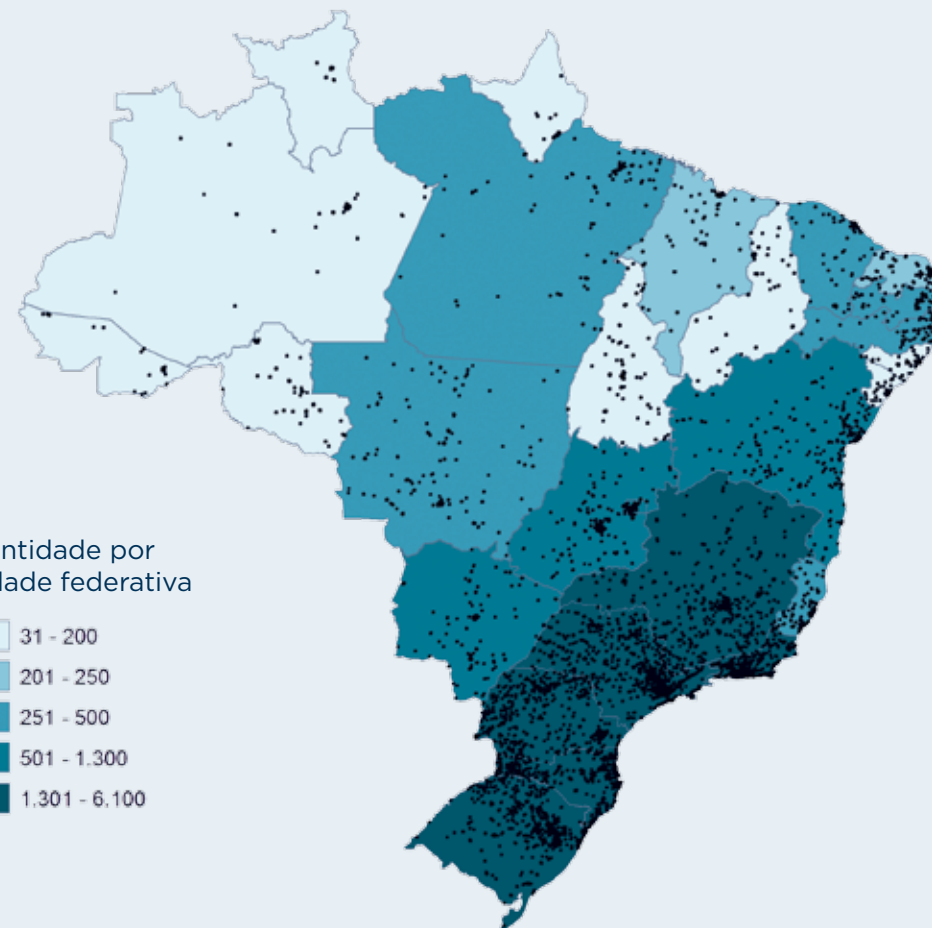 ntidade por
dade federativa
31 - 200
201 - 250
251 - 500
501 - 1.300
1.301 - 6.100